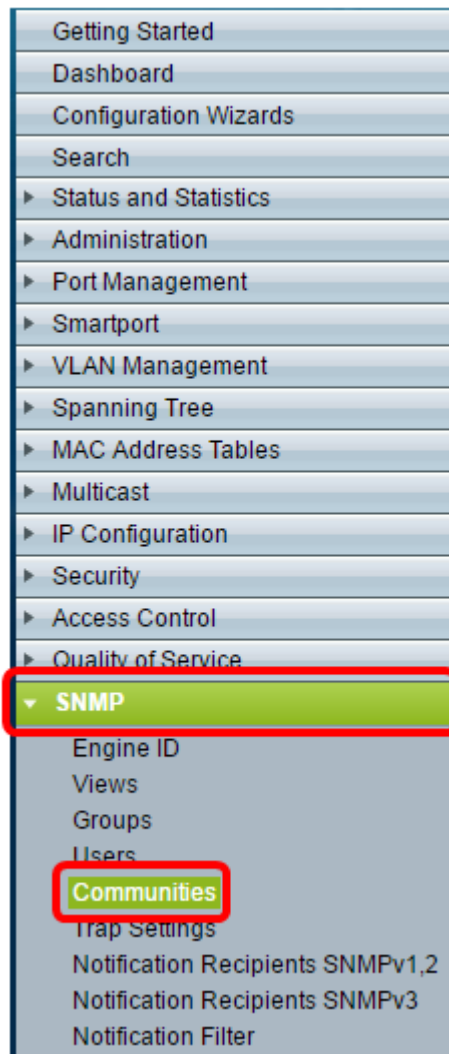 Getting Started
Dashboard
Configuration Wizards
Search
Status and Statistics
Administration
Port Management
Smartport
VLAN Management
Spanning Tree
MAC Address Tables
Multicast
IP Configuration
Security
Access Control
Quality of Service
SNMP
Engine ID
Views
Groups
Users
Communities
Trap Settings
Notification Recipients SNMPv1,2
Notification Recipients SNMPv3
Notification Filter